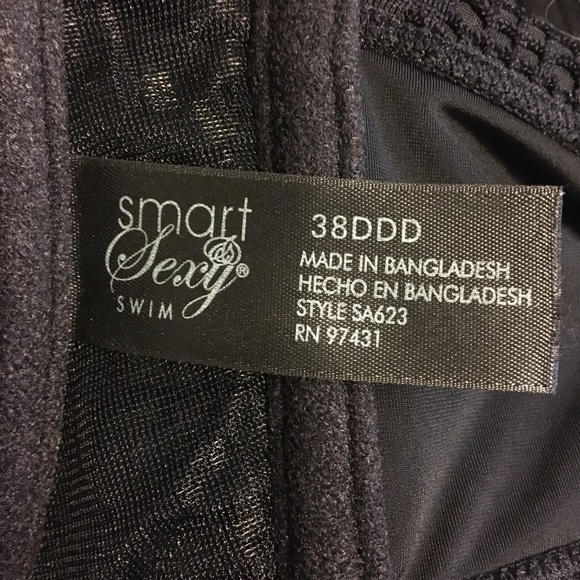 smart
& Sexy®
SWIM
38DDD
MADE IN BANGLADESH
HECHO EN BANGLADESH
STYLE SA623
RN 97431